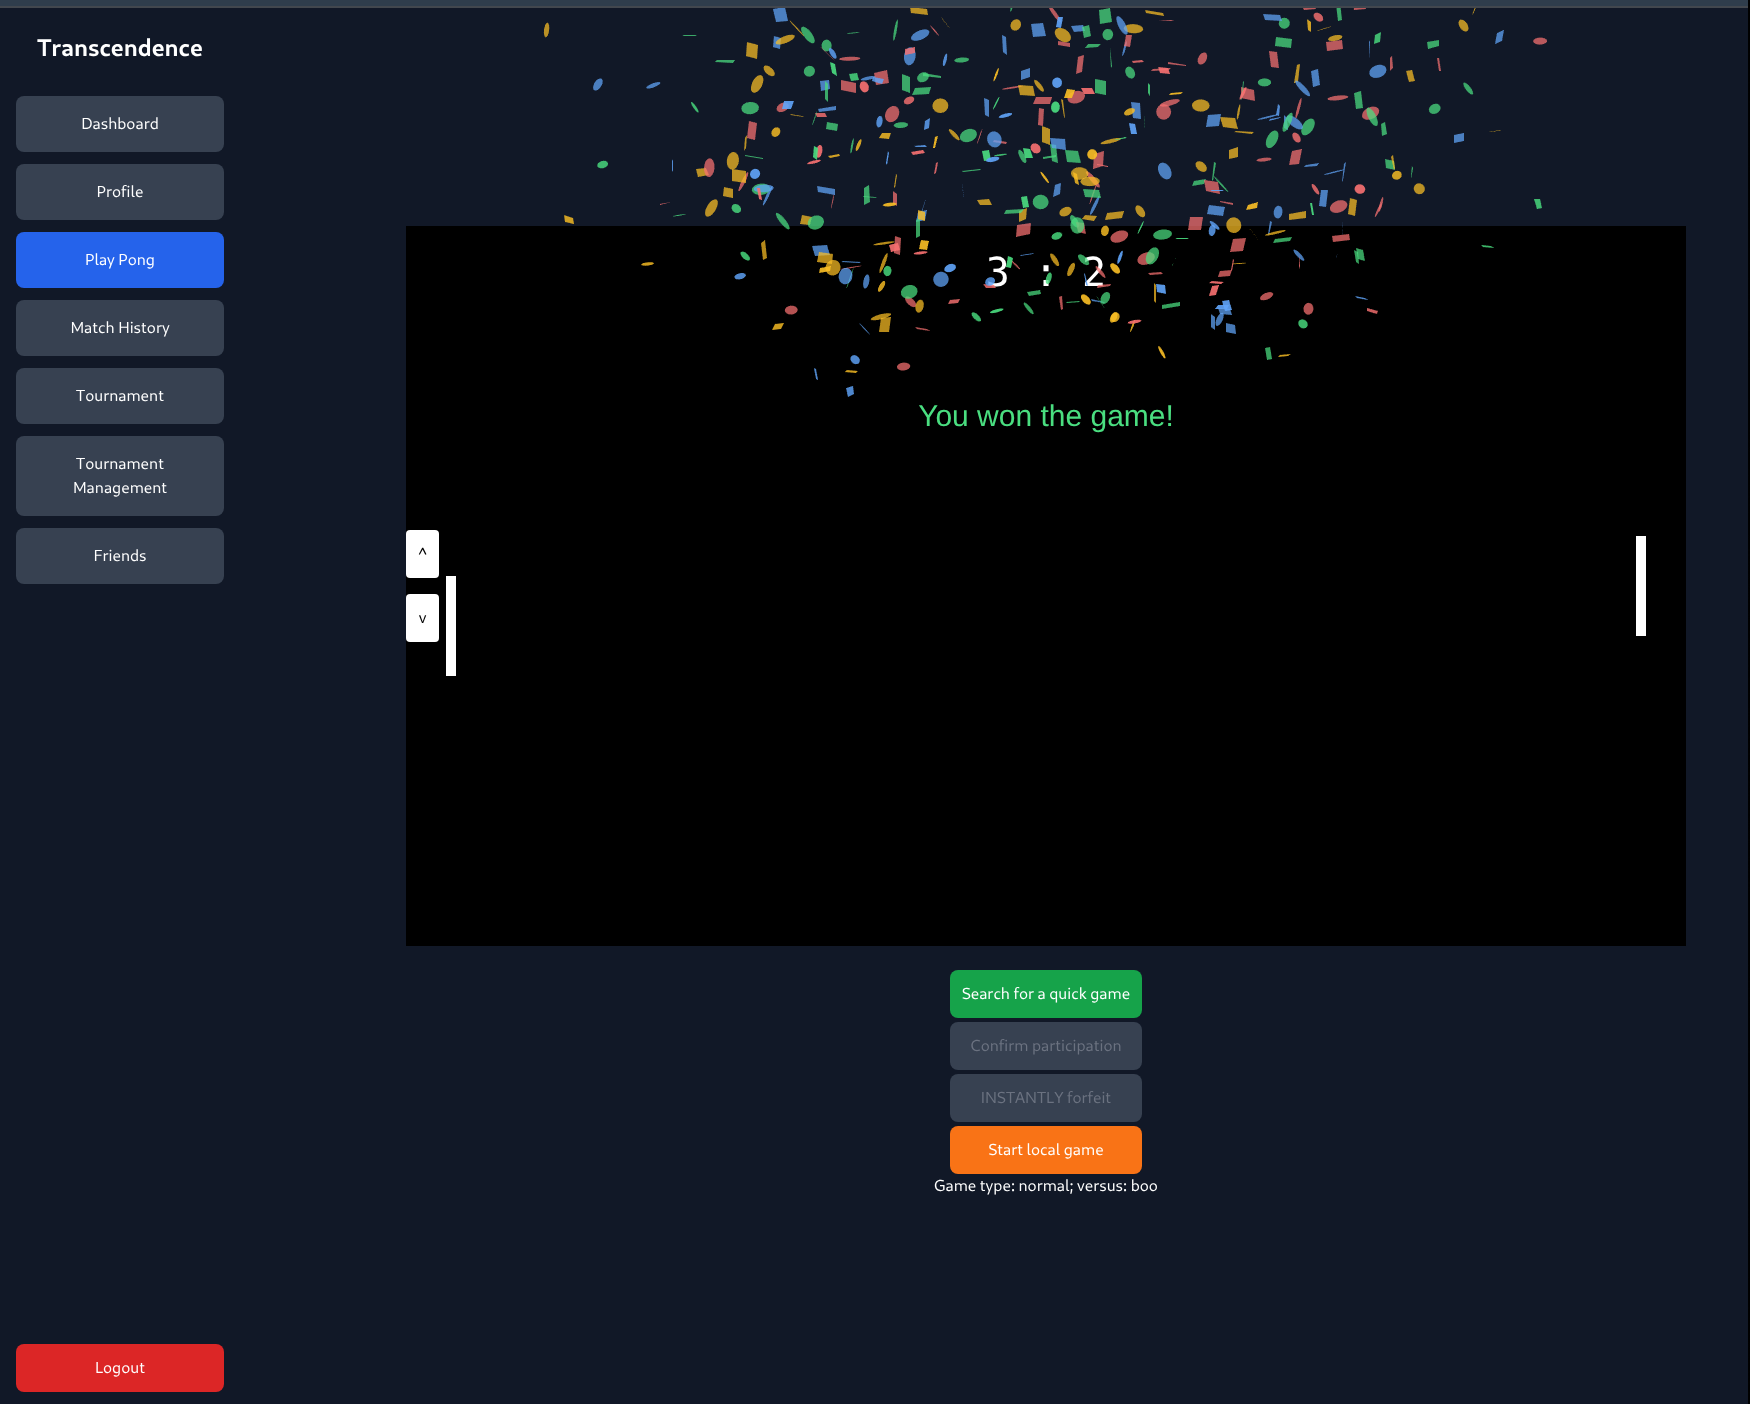 Transcendence
Dashboard
Profile
Play Pong
Match History
Tournament
Tournament
Management
Friends
Logout
3 : 2
You won the game!
^
v
Search for a quick game
Confirm participation
INSTANTLY forfeit
Start local game
Game type: normal; versus: boo